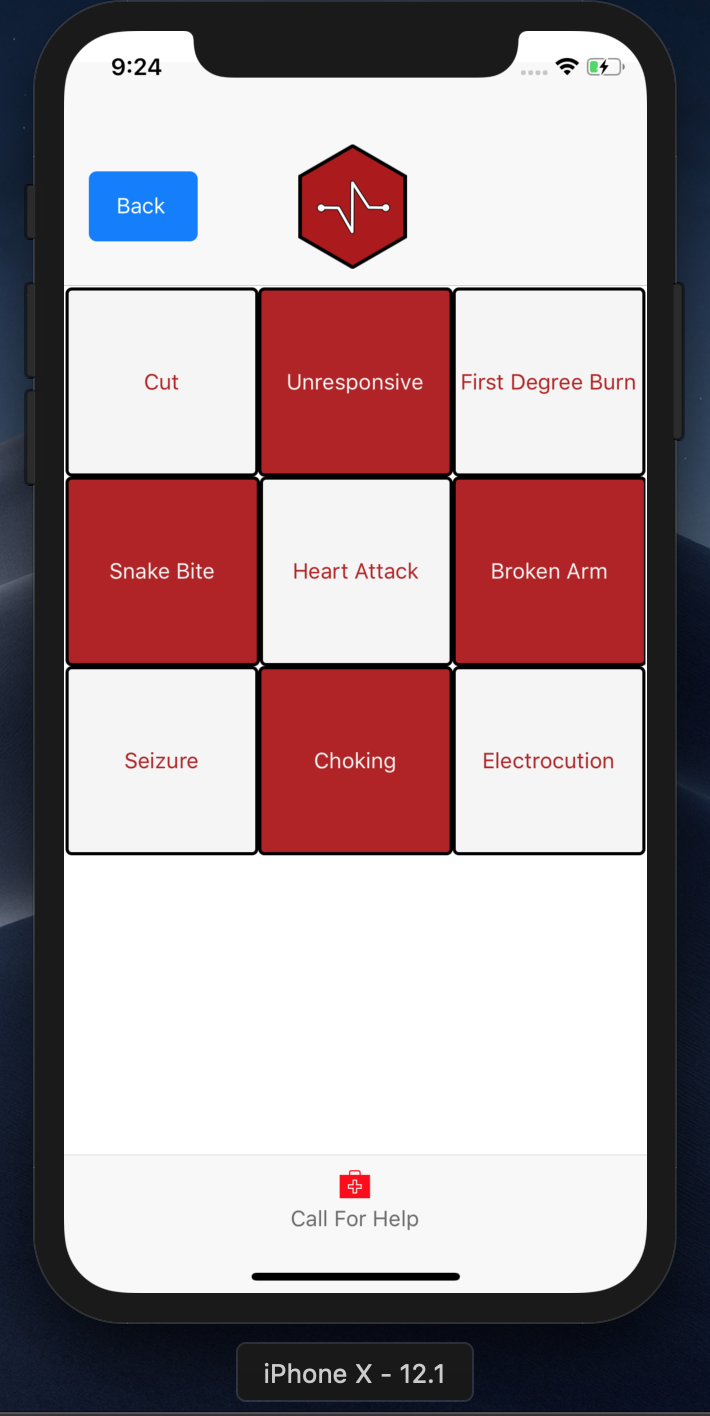 9:24
Back
Cut
Unresponsive
First Degree Burn
Snake Bite
Heart Attack
Broken Arm
Seizure
Choking
Electrocution
Call For Help
iPhone X - 12.1